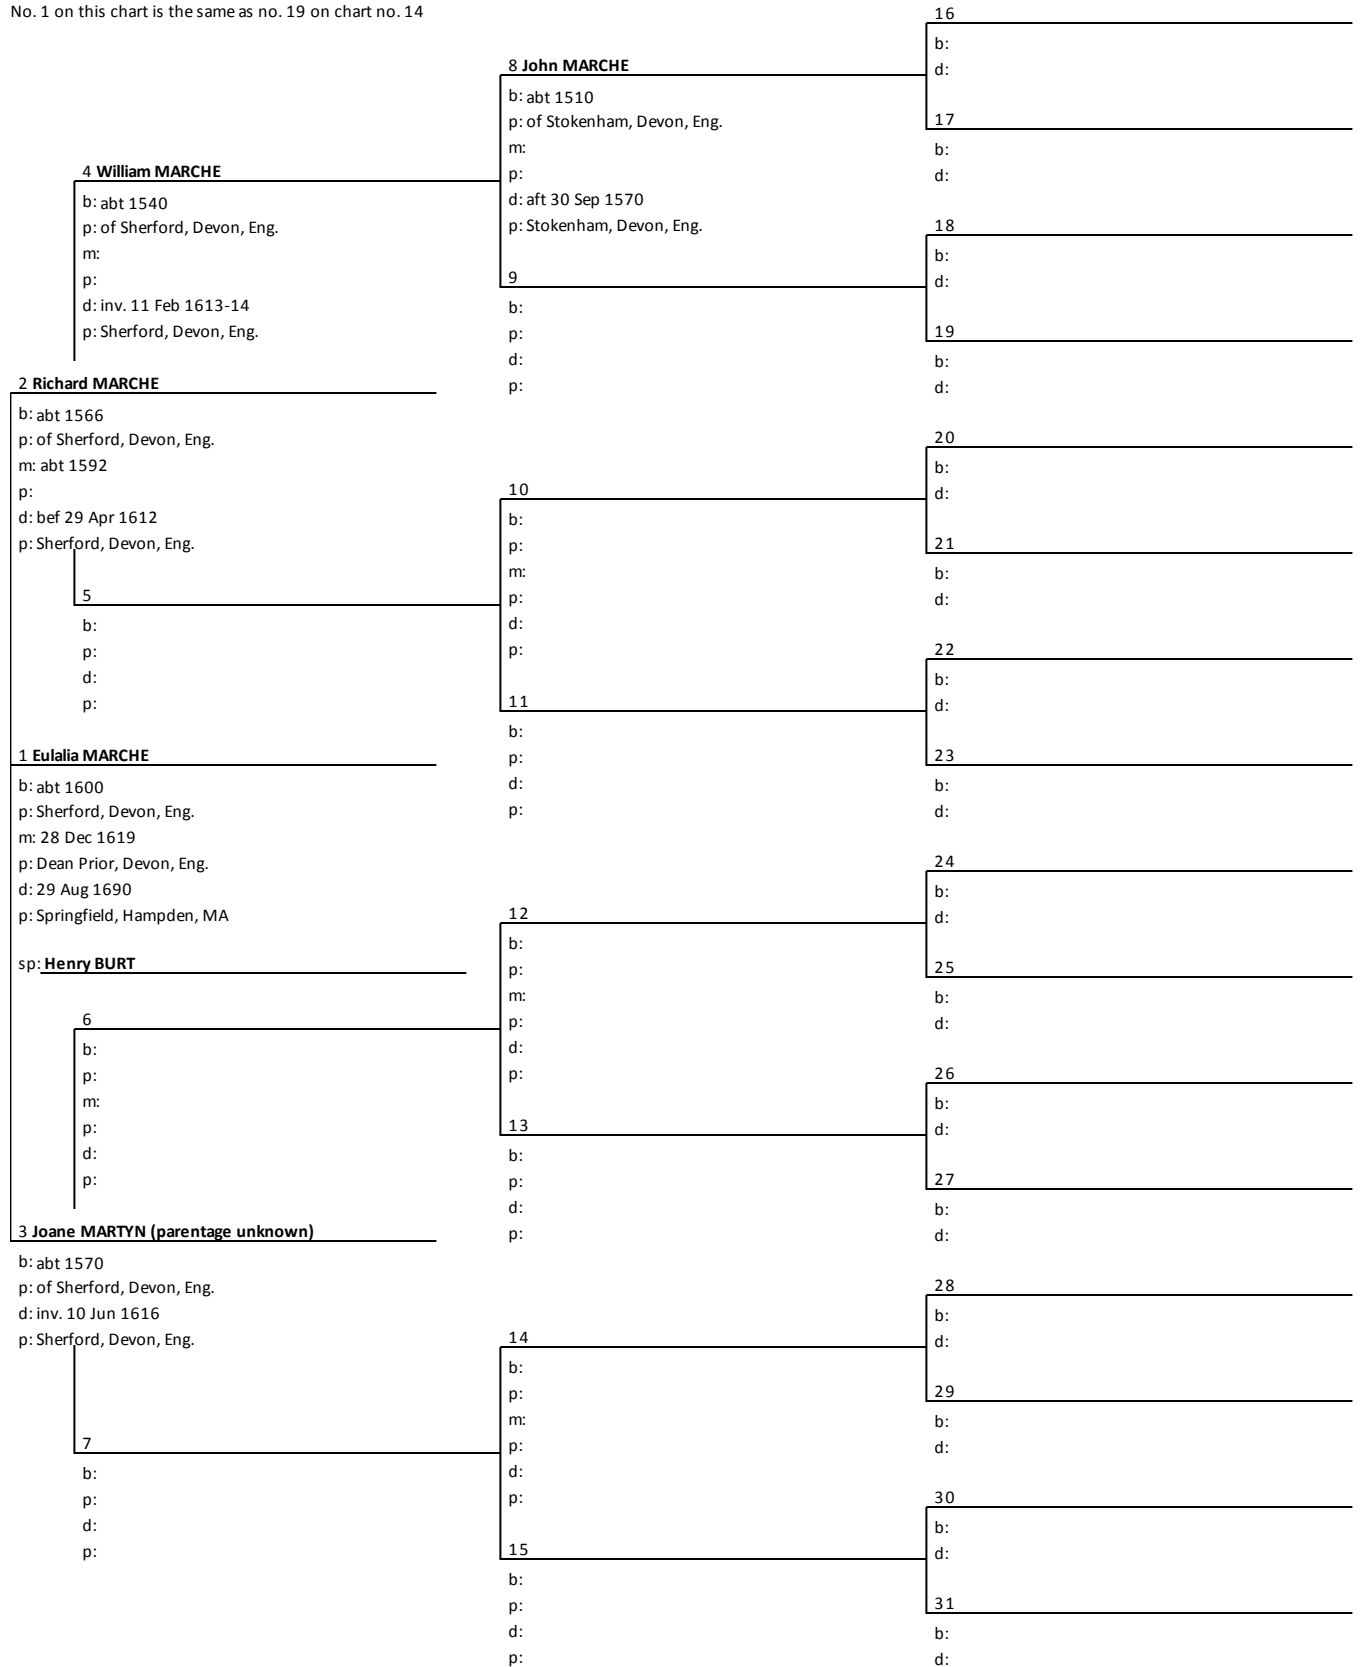 No. 1 on this chart is the same as no. 19 on chart no. 14
2 Richard MARCHE
b: abt 1566
p: of Sherford, Devon, Eng.
m: abt 1592
p:
d: bef 29 Apr 1612
p: Sherford, Devon, Eng.
1 Eulalia MARCHE
b: abt 1600
p: Sherford, Devon, Eng.
m: 28 Dec 1619
p: Dean Prior, Devon, Eng.
d: 29 Aug 1690
p: Springfield, Hampden, MA
sp: Henry BURT
3 Joane MARTYN (parentage unknown)
b: abt 1570
p: of Sherford, Devon, Eng.
d: inv. 10 Jun 1616
p: Sherford, Devon, Eng.
4 William MARCHE
b: abt 1540
p: of Sherford, Devon, Eng.
m:
p:
d: inv. 11 Feb 1613-14
p: Sherford, Devon, Eng.
5
b:
p:
d:
p:
6
b:
p:
m:
p:
d:
p:
7
b:
p:
d:
p:
8 John MARCHE
b: abt 1510
p: of Stokenham, Devon, Eng.
m:
p:
d: aft 30 Sep 1570
p: Stokenham, Devon, Eng.
9
b:
p:
d:
p:
10
b:
p:
m:
p:
d:
p:
11
b:
p:
d:
p:
12
b:
p:
m:
p:
d:
p:
13
b:
p:
d:
p:
14
b:
p:
m:
p:
d:
p:
15
b:
p:
d:
p:
16
b:
d:
17
b:
d:
18
b:
d:
19
b:
d:
20
b:
d:
21
b:
d:
22
b:
d:
23
b:
d:
24
b:
d:
25
b:
d:
26
b:
d:
27
b:
d:
28
b:
d:
29
b:
d:
30
b:
d:
31
b:
d: